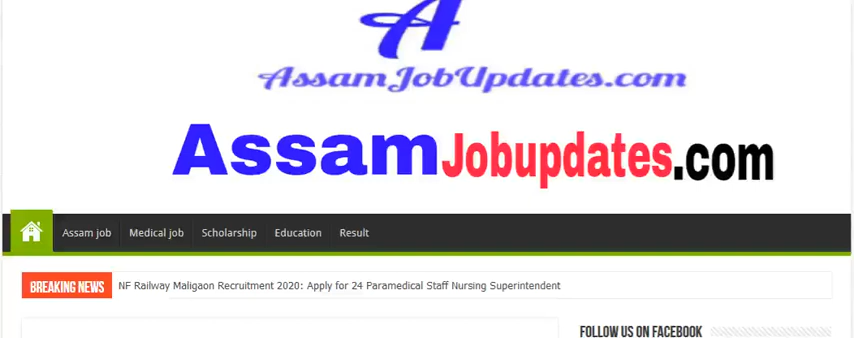 A
AssamJobUpdates.com
AssamJobupdates.com
Assam job Medical job Scholarship Education Result
BREAKING NEWS NF Railway Maligaon Recruitment 2020: Apply for 24 Paramedical Staff Nursing Superintendent
FOLLOW US ON FACEBOOK